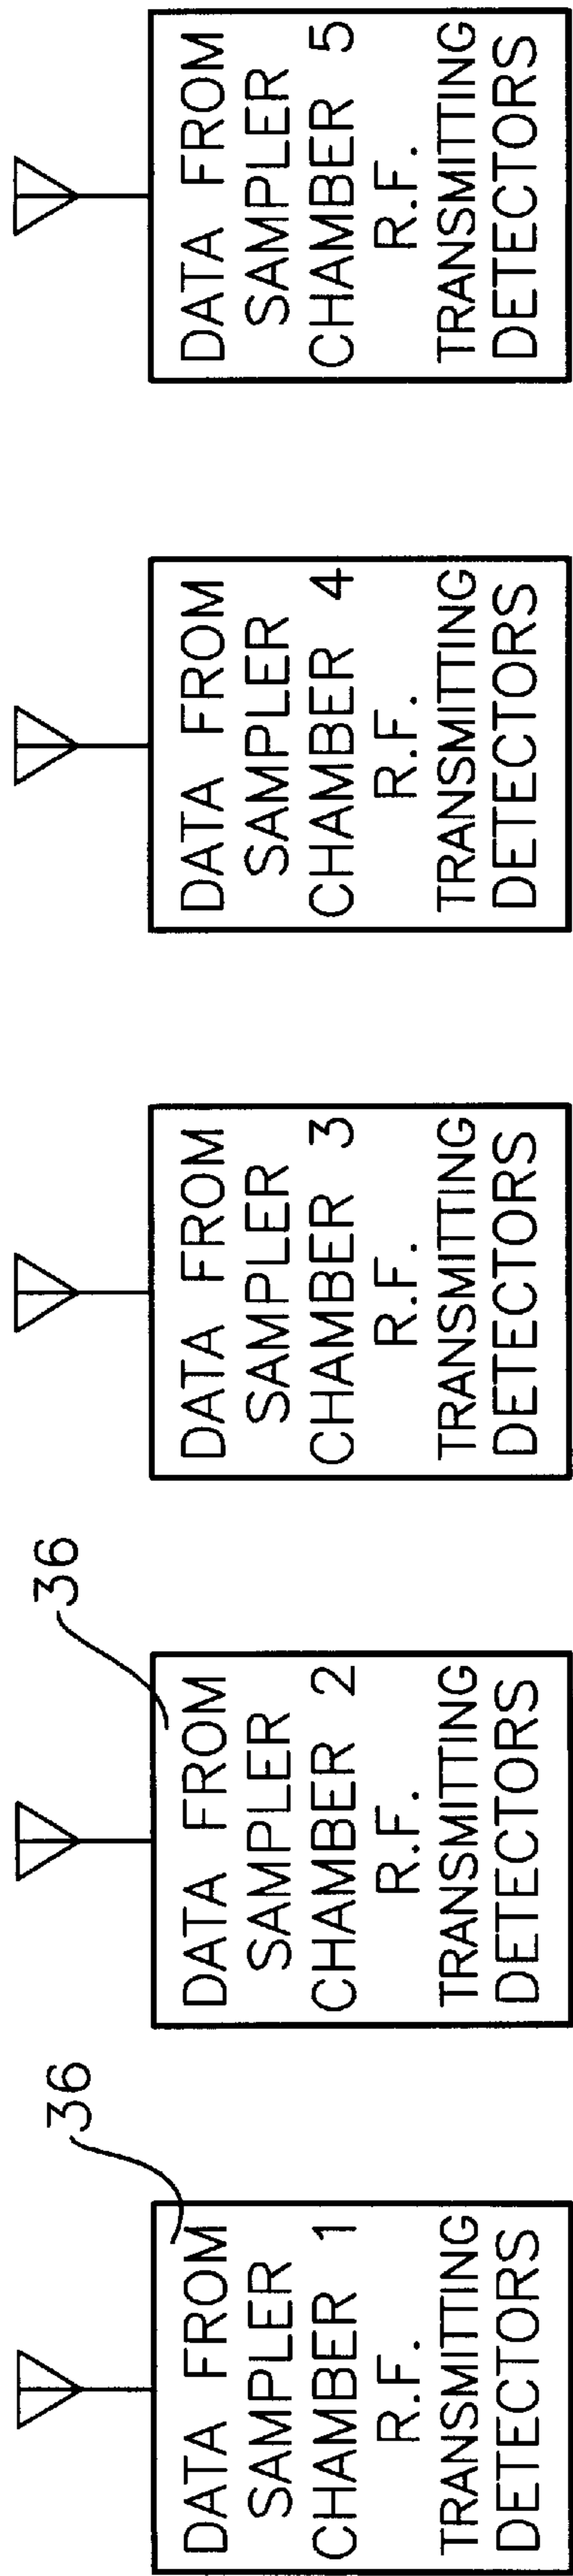 36
DATA FROM
SAMPLER
CHAMBER 1
R.F.
TRANSMITTING
DETECTORS
36
DATA FROM
SAMPLER
CHAMBER 2
R.F.
TRANSMITTING
DETECTORS
DATA FROM
SAMPLER
CHAMBER 3
R.F.
TRANSMITTING
DETECTORS
DATA FROM
SAMPLER
CHAMBER 4
R.F.
TRANSMITTING
DETECTORS
DATA FROM
SAMPLER
CHAMBER 5
R.F.
TRANSMITTING
DETECTORS